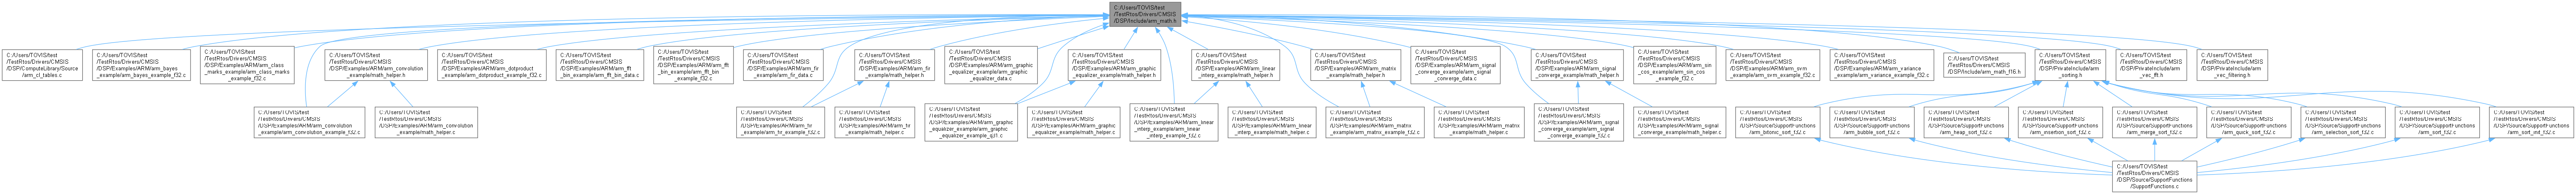 C:/Users/TOVIS/test
/TestRtos/Drivers/CMSIS
/DSP/Include/arm_math.h
C:/Users/TOVIS/test
/TestRtos/Drivers/CMSIS
/DSP/ComputeLibrary/Source
/arm_cl_tables.c
C:/Users/TOVIS/test
/TestRtos/Drivers/CMSIS
/DSP/Examples/ARM/arm_bayes
_example/arm_bayes_example_f32.c
C:/Users/TOVIS/test
/TestRtos/Drivers/CMSIS
/DSP/Examples/ARM/arm_class
_marks_example/arm_class_marks
_example_f32.c
C:/Users/TOVIS/test
/TestRtos/Drivers/CMSIS
/DSP/Examples/ARM/arm_convolution
_example/math_helper.h
C:/Users/TOVIS/test
/TestRtos/Drivers/CMSIS
/DSP/Examples/ARM/arm_dotproduct
_example/arm_dotproduct_example_f32.c
C:/Users/TOVIS/test
/TestRtos/Drivers/CMSIS
/DSP/Examples/ARM/arm_fft
_bin_example/arm_fft_bin_data.c
C:/Users/TOVIS/test
/TestRtos/Drivers/CMSIS
/DSP/Examples/ARM/arm_fft
_bin_example/arm_fft_bin
_example_f32.c
C:/Users/TOVIS/test
/TestRtos/Drivers/CMSIS
/DSP/Examples/ARM/arm_fir
_example/arm_fir_data.c
C:/Users/TOVIS/test
/TestRtos/Drivers/CMSIS
/DSP/Examples/ARM/arm_fir
_example/math_helper.h
C:/Users/TOVIS/test
/TestRtos/Drivers/CMSIS
/DSP/Examples/ARM/arm_graphic
_equalizer_example/arm_graphic
_equalizer_data.c
C:/Users/TOVIS/test
/TestRtos/Drivers/CMSIS
/DSP/Examples/ARM/arm_graphic
_equalizer_example/math_helper.h
C:/Users/TOVIS/test
/TestRtos/Drivers/CMSIS
/DSP/Examples/ARM/arm_linear
_interp_example/math_helper.h
C:/Users/TOVIS/test
/TestRtos/Drivers/CMSIS
/DSP/Examples/ARM/arm_matrix
_example/math_helper.h
C:/Users/TOVIS/test
/TestRtos/Drivers/CMSIS
/DSP/Examples/ARM/arm_signal
_converge_example/arm_signal
_converge_data.c
C:/Users/TOVIS/test
/TestRtos/Drivers/CMSIS
/DSP/Examples/ARM/arm_signal
_converge_example/math_helper.h
C:/Users/TOVIS/test
/TestRtos/Drivers/CMSIS
/DSP/Examples/ARM/arm_sin
_cos_example/arm_sin_cos
_example_f32.c
C:/Users/TOVIS/test
/TestRtos/Drivers/CMSIS
/DSP/Examples/ARM/arm_svm
_example/arm_svm_example_f32.c
C:/Users/TOVIS/test
/TestRtos/Drivers/CMSIS
/DSP/Examples/ARM/arm_variance
_example/arm_variance_example_f32.c
C:/Users/TOVIS/test
/TestRtos/Drivers/CMSIS
/DSP/Include/arm_math_f16.h
C:/Users/TOVIS/test
/TestRtos/Drivers/CMSIS
/DSP/PrivateInclude/arm
_sorting.h
C:/Users/TOVIS/test
/TestRtos/Drivers/CMSIS
/DSP/PrivateInclude/arm
_vec_fft.h
C:/Users/TOVIS/test
/TestRtos/Drivers/CMSIS
/DSP/PrivateInclude/arm
_vec_filtering.h
C:/Users/TOVIS/test
/TestRtos/Drivers/CMSIS
/DSP/Examples/ARM/arm_convolution
_example/arm_convolution_example_f32.c
C:/Users/TOVIS/test
/TestRtos/Drivers/CMSIS
/DSP/Examples/ARM/arm_convolution
_example/math_helper.c
C:/Users/TOVIS/test
/TestRtos/Drivers/CMSIS
/DSP/Examples/ARM/arm_fir
_example/arm_fir_example_f32.c
C:/Users/TOVIS/test
/TestRtos/Drivers/CMSIS
/DSP/Examples/ARM/arm_fir
_example/math_helper.c
C:/Users/TOVIS/test
/TestRtos/Drivers/CMSIS
/DSP/Examples/ARM/arm_graphic
_equalizer_example/arm_graphic
_equalizer_example_q31.c
C:/Users/TOVIS/test
/TestRtos/Drivers/CMSIS
/DSP/Examples/ARM/arm_graphic
_equalizer_example/math_helper.c
C:/Users/TOVIS/test
/TestRtos/Drivers/CMSIS
/DSP/Examples/ARM/arm_linear
_interp_example/arm_linear
_interp_example_f32.c
C:/Users/TOVIS/test
/TestRtos/Drivers/CMSIS
/DSP/Examples/ARM/arm_linear
_interp_example/math_helper.c
C:/Users/TOVIS/test
/TestRtos/Drivers/CMSIS
/DSP/Examples/ARM/arm_matrix
_example/arm_matrix_example_f32.c
C:/Users/TOVIS/test
/TestRtos/Drivers/CMSIS
/DSP/Examples/ARM/arm_matrix
_example/math_helper.c
C:/Users/TOVIS/test
/TestRtos/Drivers/CMSIS
/DSP/Examples/ARM/arm_signal
_converge_example/arm_signal
_converge_example_f32.c
C:/Users/TOVIS/test
/TestRtos/Drivers/CMSIS
/DSP/Examples/ARM/arm_signal
_converge_example/math_helper.c
C:/Users/TOVIS/test
/TestRtos/Drivers/CMSIS
/DSP/Source/SupportFunctions
/arm_bitonic_sort_f32.c
C:/Users/TOVIS/test
/TestRtos/Drivers/CMSIS
/DSP/Source/SupportFunctions
/arm_bubble_sort_f32.c
C:/Users/TOVIS/test
/TestRtos/Drivers/CMSIS
/DSP/Source/SupportFunctions
/arm_heap_sort_f32.c
C:/Users/TOVIS/test
/TestRtos/Drivers/CMSIS
/DSP/Source/SupportFunctions
/arm_insertion_sort_f32.c
C:/Users/TOVIS/test
/TestRtos/Drivers/CMSIS
/DSP/Source/SupportFunctions
/arm_merge_sort_f32.c
C:/Users/TOVIS/test
/TestRtos/Drivers/CMSIS
/DSP/Source/SupportFunctions
/arm_quick_sort_f32.c
C:/Users/TOVIS/test
/TestRtos/Drivers/CMSIS
/DSP/Source/SupportFunctions
/arm_selection_sort_f32.c
C:/Users/TOVIS/test
/TestRtos/Drivers/CMSIS
/DSP/Source/SupportFunctions
/arm_sort_f32.c
C:/Users/TOVIS/test
/TestRtos/Drivers/CMSIS
/DSP/Source/SupportFunctions
/arm_sort_init_f32.c
C:/Users/TOVIS/test
/TestRtos/Drivers/CMSIS
/DSP/Source/SupportFunctions
/SupportFunctions.c